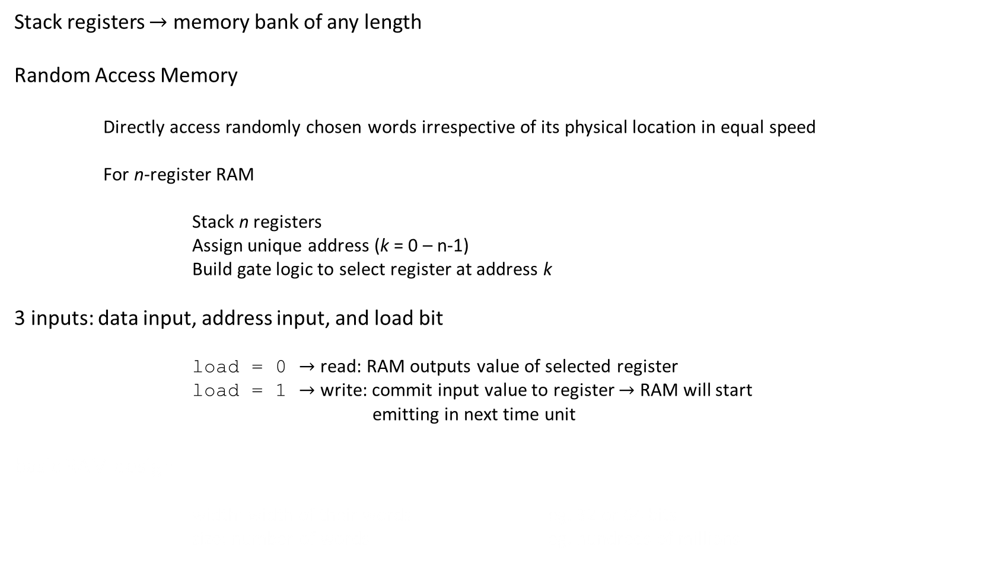 Stack registers → memory bank of any length
Random Access Memory
Directly access randomly chosen words irrespective of its physical location in equal speed
For n-register RAM
Stack n registers
Assign unique address (k = 0 – n-1)
Build gate logic to select register at address k
3 inputs: data input, address input, and load bit
load = 0 → read: RAM outputs value of selected register
load = 1 → write: commit input value to register → RAM will start
emitting in next time unit